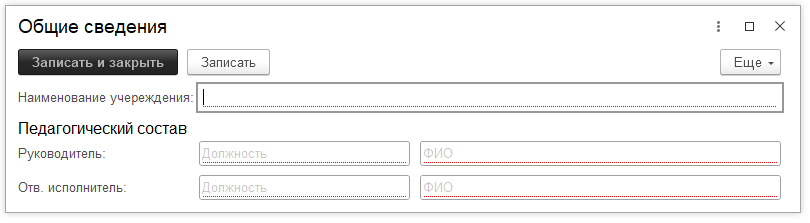 Общие сведения
Записать и закрыть Записать Еще
Наименование учереждения:
Педагогический состав
Руководитель: Должность ФИО
Отв. исполнитель: Должность ФИО